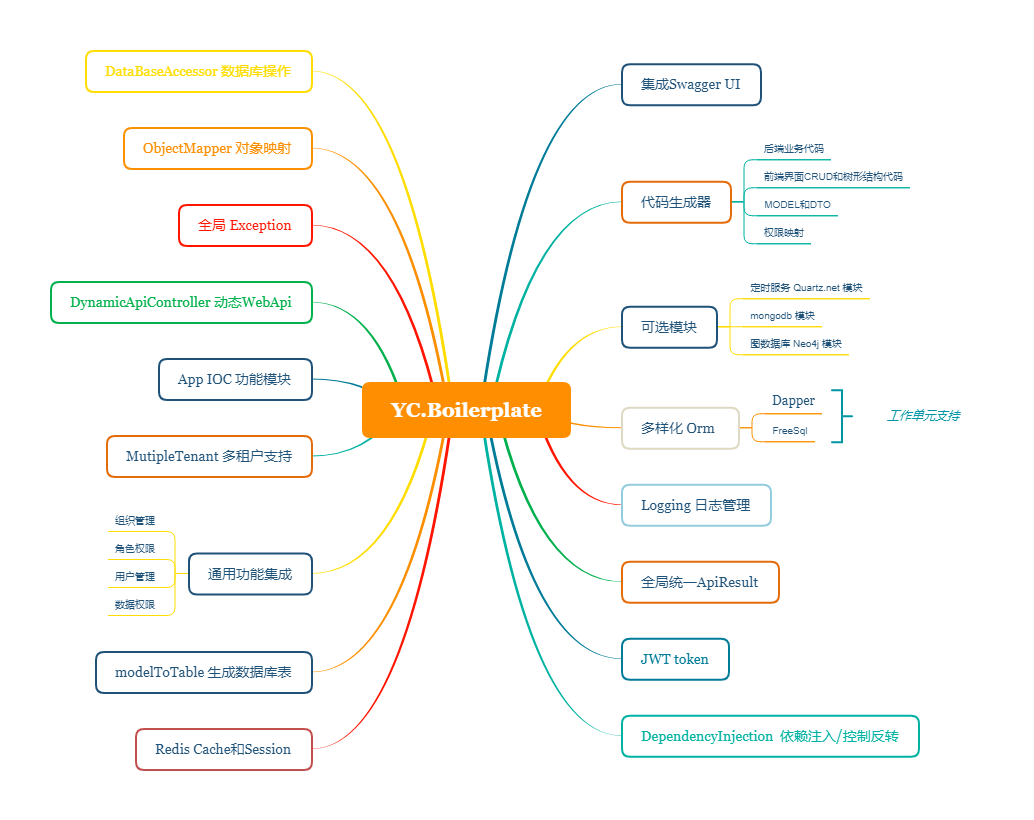 YC.Boilerplate
DataBaseAccessor 数据库操作
ObjectMapper 对象映射
全局 Exception
DynamicApiController 动态WebApi
App IOC 功能模块
MutipleTenant 多租户支持
通用功能集成
组织管理
角色权限
用户管理
数据权限
modelToTable 生成数据库表
Redis Cache和Session
集成Swagger UI
代码生成器
后端业务代码
前端界面CRUD和树形结构代码
MODEL和DTO
权限映射
可选模块
定时服务 Quartz.net 模块
mongodb 模块
图数据库 Neo4j 模块
多样化 Orm
Dapper
FreeSql
工作单元支持
Logging 日志管理
全局统一ApiResult
JWT token
DependencyInjection 依赖注入/控制反转